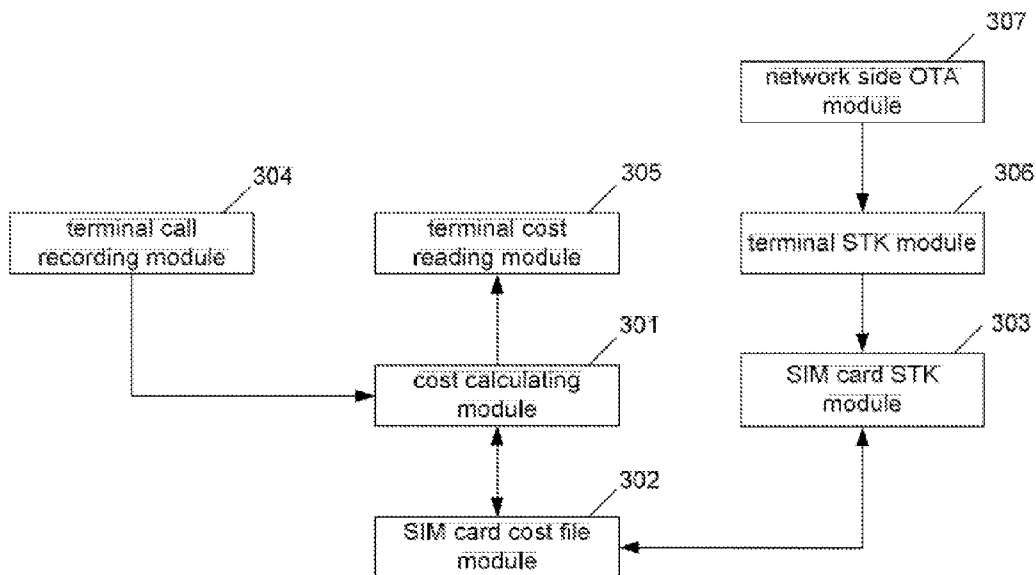 307
network side OTA
module
304
305
306
terminal call
recording module
terminal cost
reading module
terminal STK module
301
303
cost calculating
module
SIM card STK
module
302
SIM card cost file
module